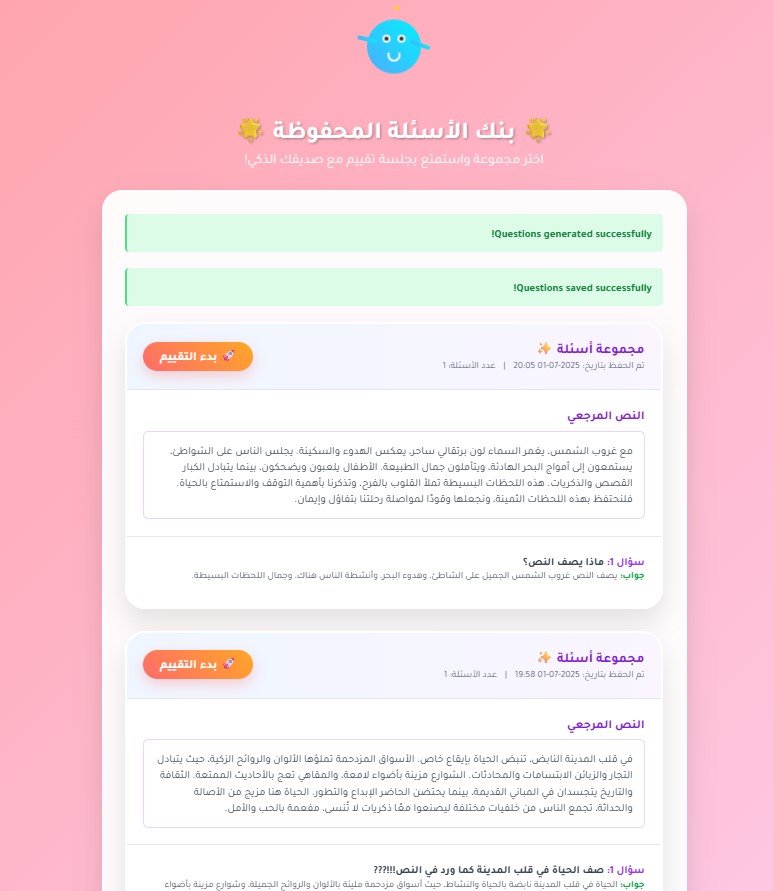 🌟 بنك الأسئلة المحفوظة 🌟
اختر مجموعة واستمتع بجلسة تقييم مع صديقك الذكي!
Questions generated successfully!
Questions saved successfully!
مجموعة أسئلة ✨
تم الحفظ بتاريخ: 2025-07-01 20:05 | عدد الأسئلة: 1
🚀 بدء التقييم
النص المرجعي
مع غروب الشمس، يغمر السماء لون برتقالي ساحر، يعكس الهدوء والسكينة. يجلس الناس على الشواطئ،
يستمعون إلى أمواج البحر الهادئة، ويتأملون جمال الطبيعة. الأطفال يلعبون ويضحكون، بينما يتبادل الكبار
القصص والذكريات. هذه اللحظات البسيطة تملأ القلوب بالفرح، وتذكرنا بأهمية التوقف والاستمتاع بالحياة.
فلنحتفظ بهذه اللحظات الثمينة، ونجعلها وقودًا لمواصلة رحلتنا بتفاؤل وإيمان.
سؤال 1: ماذا يصف النص؟
جواب: يصف النص غروب الشمس الجميل على الشاطئ، وهدوء البحر، وأنشطة الناس هناك، وجمال اللحظات البسيطة.
مجموعة أسئلة ✨
تم الحفظ بتاريخ: 2025-07-01 19:58 | عدد الأسئلة: 1
🚀 بدء التقييم
النص المرجعي
في قلب المدينة النابض، تنبض الحياة بإيقاع خاص. الأسواق المزدحمة تملؤها الألوان والروائح الزكية، حيث يتبادل
التجار والزبائن الابتسامات والمحادثات. الشوارع مزينة بأضواء لامعة، والمقاهي تعج بالأحاديث الممتعة. الثقافة
والتاريخ يتجسدان في المباني القديمة، بينما يحتضن الحاضر الإبداع والتطور. الحياة هنا مزيج من الأصالة
والحداثة، تجمع الناس من خلفيات مختلفة ليصنعوا معًا ذكريات لا تُنسى، مفعمة بالحب والأمل.
سؤال 1: صف الحياة في قلب المدينة كما ورد في النص!!!???
جواب: الحياة في قلب المدينة نابضة بالحياة والنشاط، حيث أسواق مزدحمة مليئة بالألوان والروائح الجميلة، وشوارع مزينة بأضواء